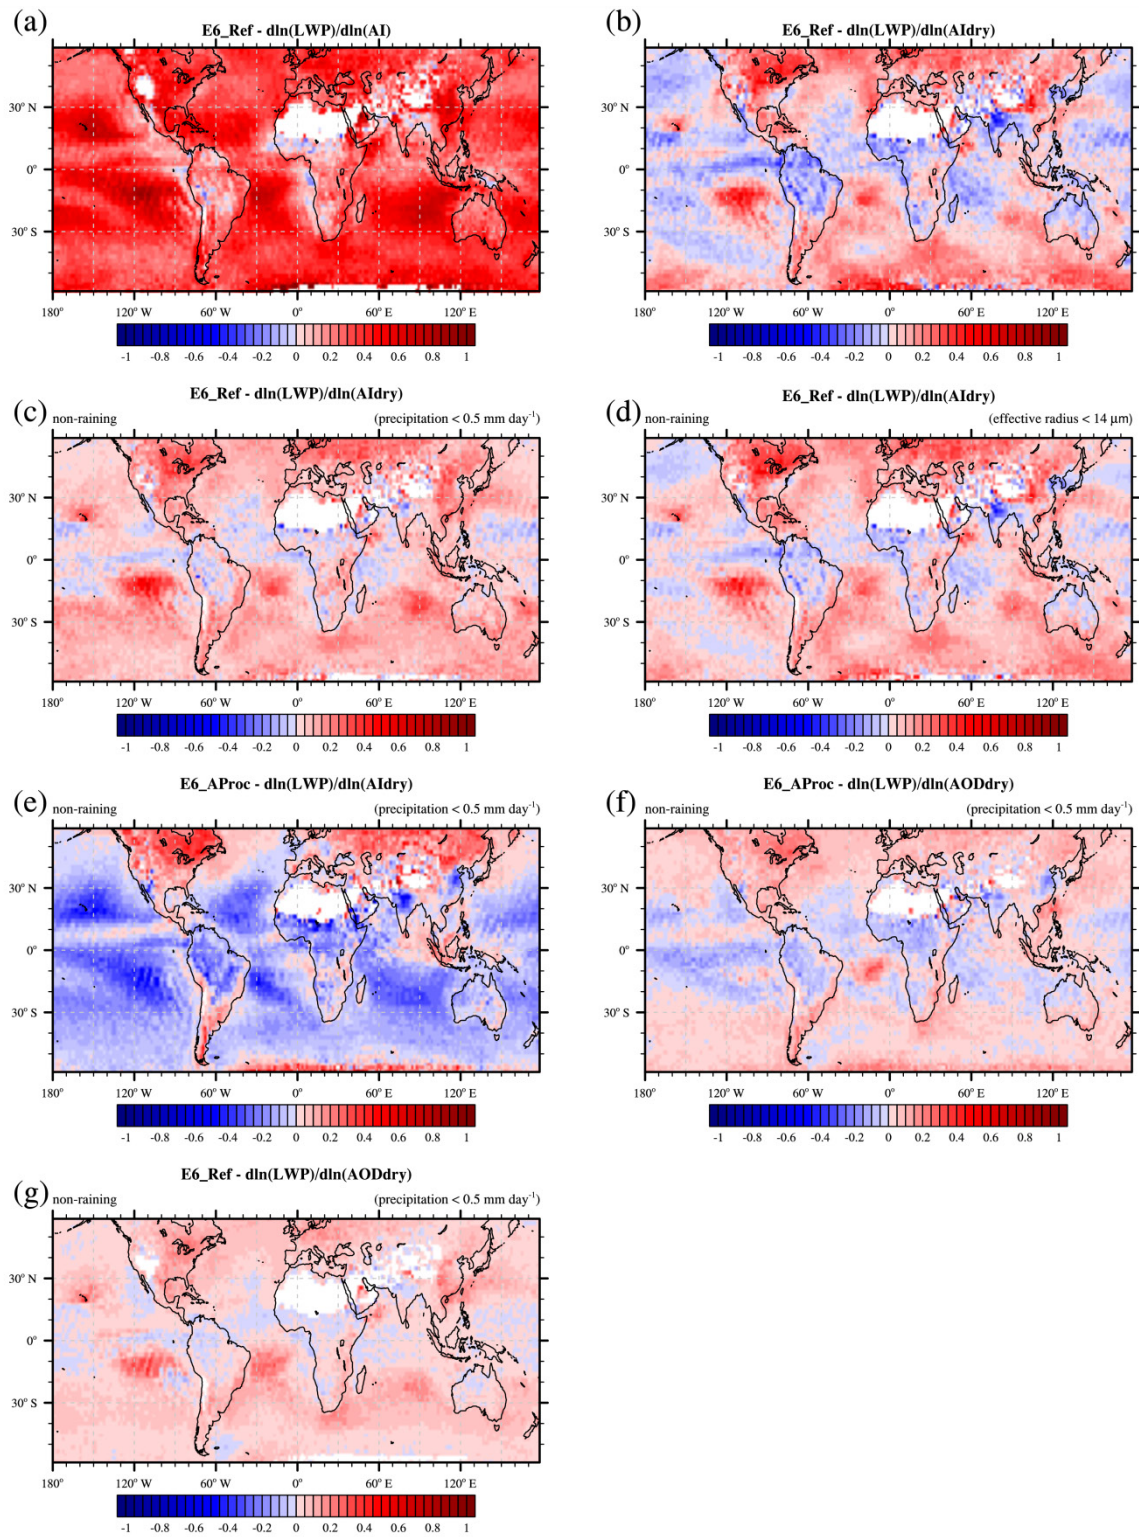 (a)
E6_Ref - dln(LWP)/dln(AI)
30° N
0°
30° S
180° 120° W 60° W 0° 60° E 120° E
-1 -0.8 -0.6 -0.4 -0.2 0 0.2 0.4 0.6 0.8 1
(b)
E6_Ref - dln(LWP)/dln(AIdry)
30° N
0°
30° S
180° 120° W 60° W 0° 60° E 120° E
-1 -0.8 -0.6 -0.4 -0.2 0 0.2 0.4 0.6 0.8 1
(c)
E6_Ref - dln(LWP)/dln(AIdry)
non-raining (precipitation < 0.5 mm day⁻¹)
30° N
0°
30° S
180° 120° W 60° W 0° 60° E 120° E
-1 -0.8 -0.6 -0.4 -0.2 0 0.2 0.4 0.6 0.8 1
(d)
E6_Ref - dln(LWP)/dln(AIdry)
non-raining (effective radius < 14 μm)
30° N
0°
30° S
180° 120° W 60° W 0° 60° E 120° E
-1 -0.8 -0.6 -0.4 -0.2 0 0.2 0.4 0.6 0.8 1
(e)
E6_AProc - dln(LWP)/dln(AIdry)
non-raining (precipitation < 0.5 mm day⁻¹)
30° N
0°
30° S
180° 120° W 60° W 0° 60° E 120° E
-1 -0.8 -0.6 -0.4 -0.2 0 0.2 0.4 0.6 0.8 1
(f)
E6_AProc - dln(LWP)/dln(AODdry)
non-raining (precipitation < 0.5 mm day⁻¹)
30° N
0°
30° S
180° 120° W 60° W 0° 60° E 120° E
-1 -0.8 -0.6 -0.4 -0.2 0 0.2 0.4 0.6 0.8 1
(g)
E6_Ref - dln(LWP)/dln(AODdry)
non-raining (precipitation < 0.5 mm day⁻¹)
30° N
0°
30° S
180° 120° W 60° W 0° 60° E 120° E
-1 -0.8 -0.6 -0.4 -0.2 0 0.2 0.4 0.6 0.8 1